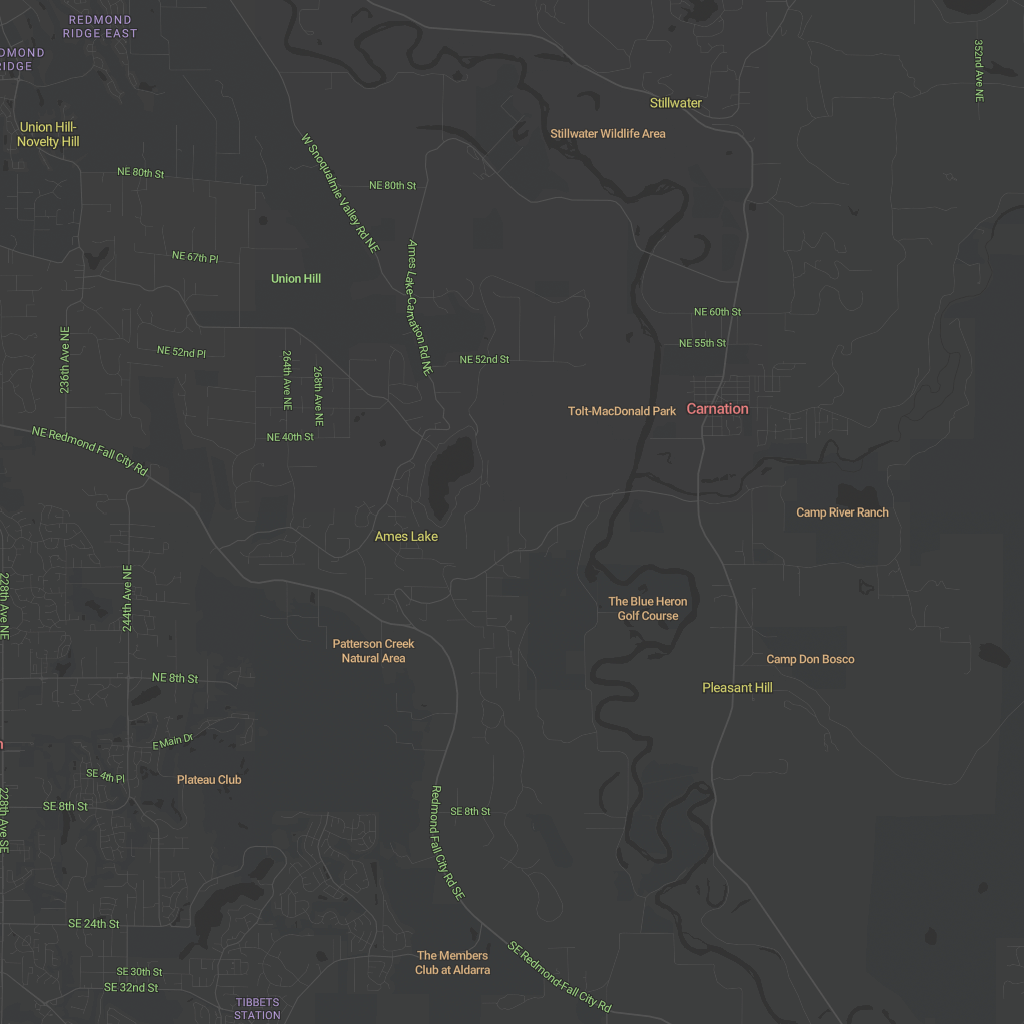 REDMOND
RIDGE EAST
352nd Ave NE
Stillwater
Union Hill-
Novelty Hill
Stillwater Wildlife Area
W Snoqualmie Valley Rd NE
NE 80th St
NE 80th St
NE 67th Pl
Ames Lake-Carnation Rd NE
Union Hill
NE 60th St
NE 55th St
236th Ave NE
NE 52nd Pl
264th Ave NE
268th Ave NE
NE 52nd St
Tolt-MacDonald Park
Carnation
NE Redmond Fall City Rd
NE 40th St
Camp River Ranch
Ames Lake
228th Ave NE
244th Ave NE
The Blue Heron
Golf Course
Patterson Creek
Natural Area
Camp Don Bosco
NE 8th St
Pleasant Hill
E Main Dr
SE 4th Pl
Plateau Club
SE 8th St
228th Ave SE
SE 8th St
Redmond Fall City Rd SE
SE 24th St
The Members
Club at Aldarra
SE Redmond-Fall City Rd
SE 30th St
SE 32nd St
TIBBETS
STATION